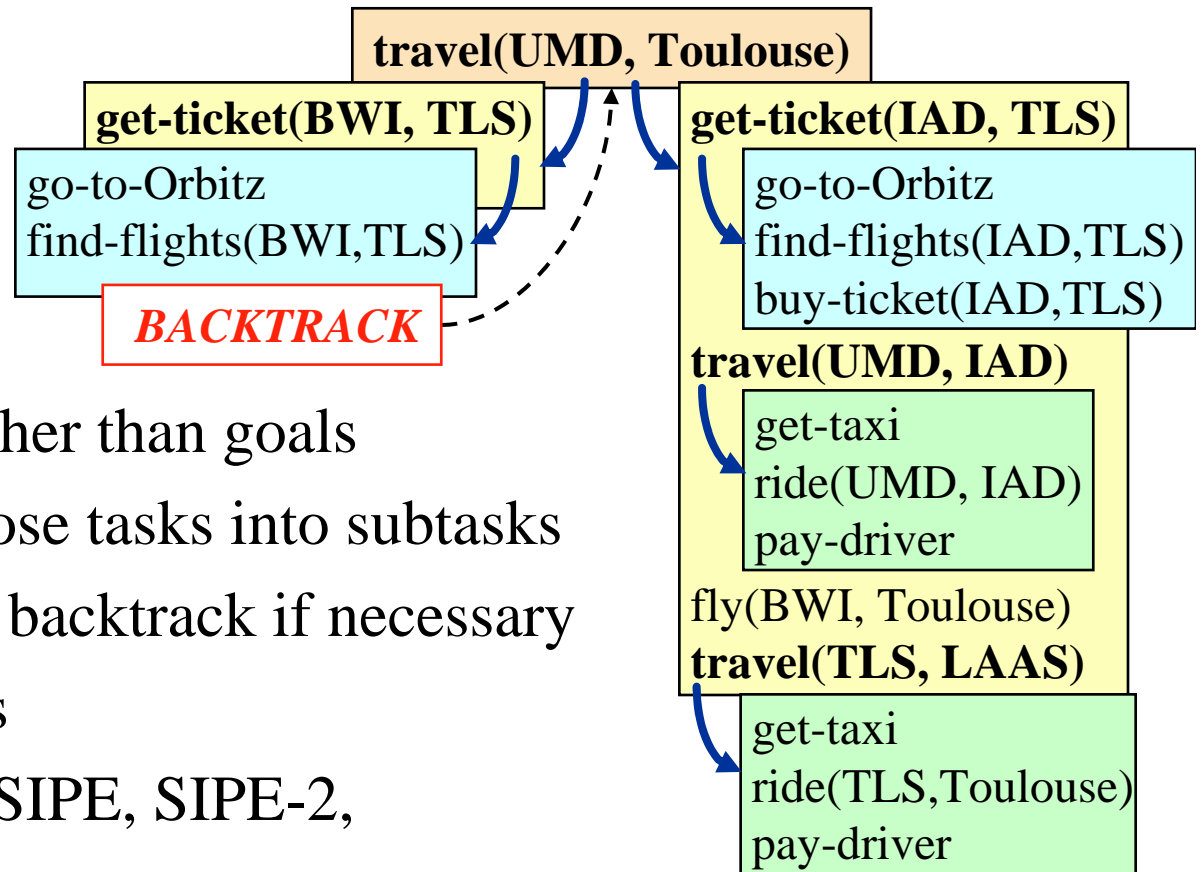 travel(UMD, Toulouse)
get-ticket(BWI, TLS)
go-to-Orbitz
find-flights(BWI,TLS)
BACKTRACK
get-ticket(IAD, TLS)
go-to-Orbitz
find-flights(IAD,TLS)
buy-ticket(IAD,TLS)
travel(UMD, IAD)
get-taxi
ride(UMD, IAD)
pay-driver
fly(BWI, Toulouse)
travel(TLS, LAAS)
get-taxi
ride(TLS,Toulouse)
pay-driver
than goals
tasks into subtasks
backtrack if necessary
SIPE, SIPE-2,